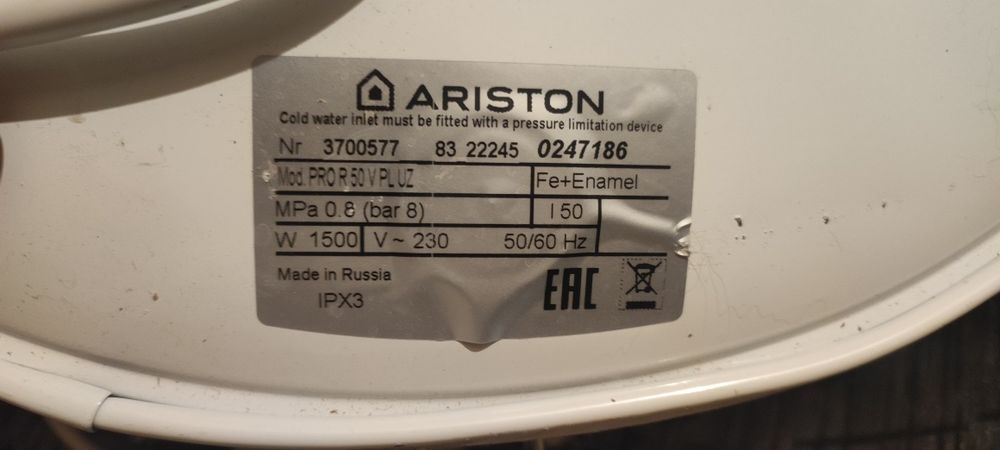 ARISTON
Cold water inlet must be fitted with a pressure limitation device
Nr 3700577 83 22245 0247186
Mod. PRO R 50 V PL UZ Fe+Enamel
MPa 0.8 (bar 8) l 50
W 1500 V ~ 230 50/60 Hz
Made in Russia
IPX3
EAC